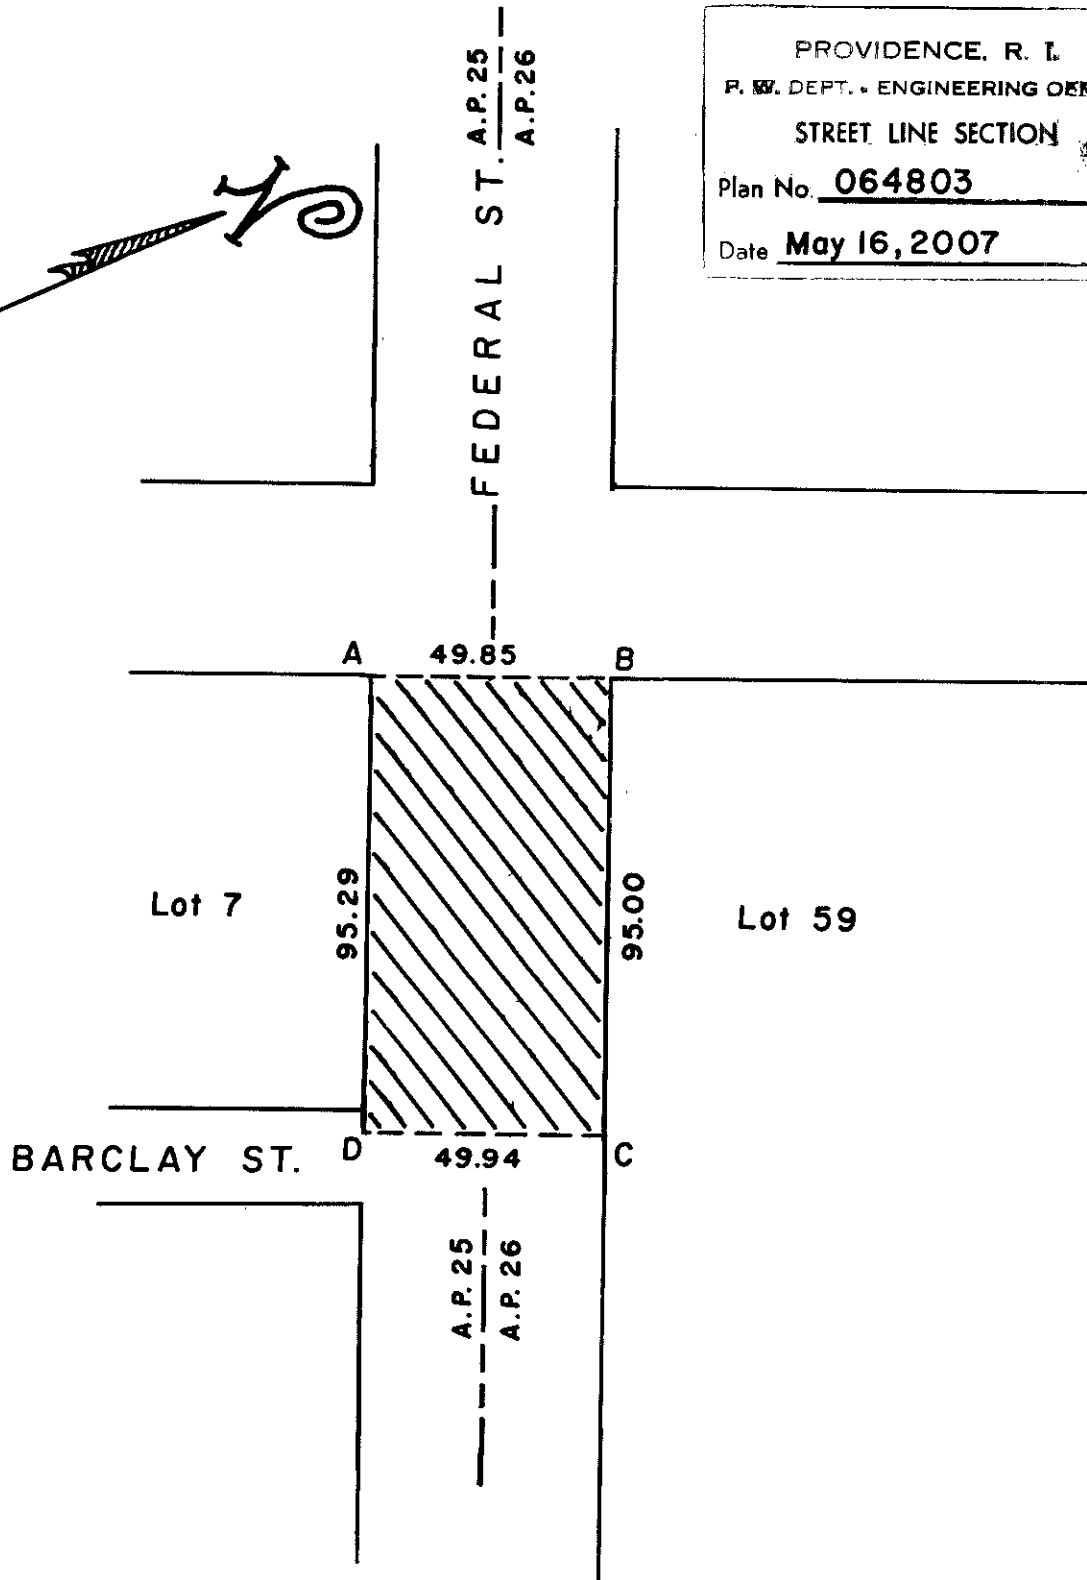 PROVIDENCE, R. I.
P. W. DEPT. - ENGINEERING
STREET LINE SECTION
Plan No. 064803
Date May 16, 2007
A.P. 25
A.P. 26
FEDERAL ST.
A 49.85 B
Lot 7
95.29
95.00
Lot 59
BARCLAY ST.
D 49.94 C
A.P. 25
A.P. 26